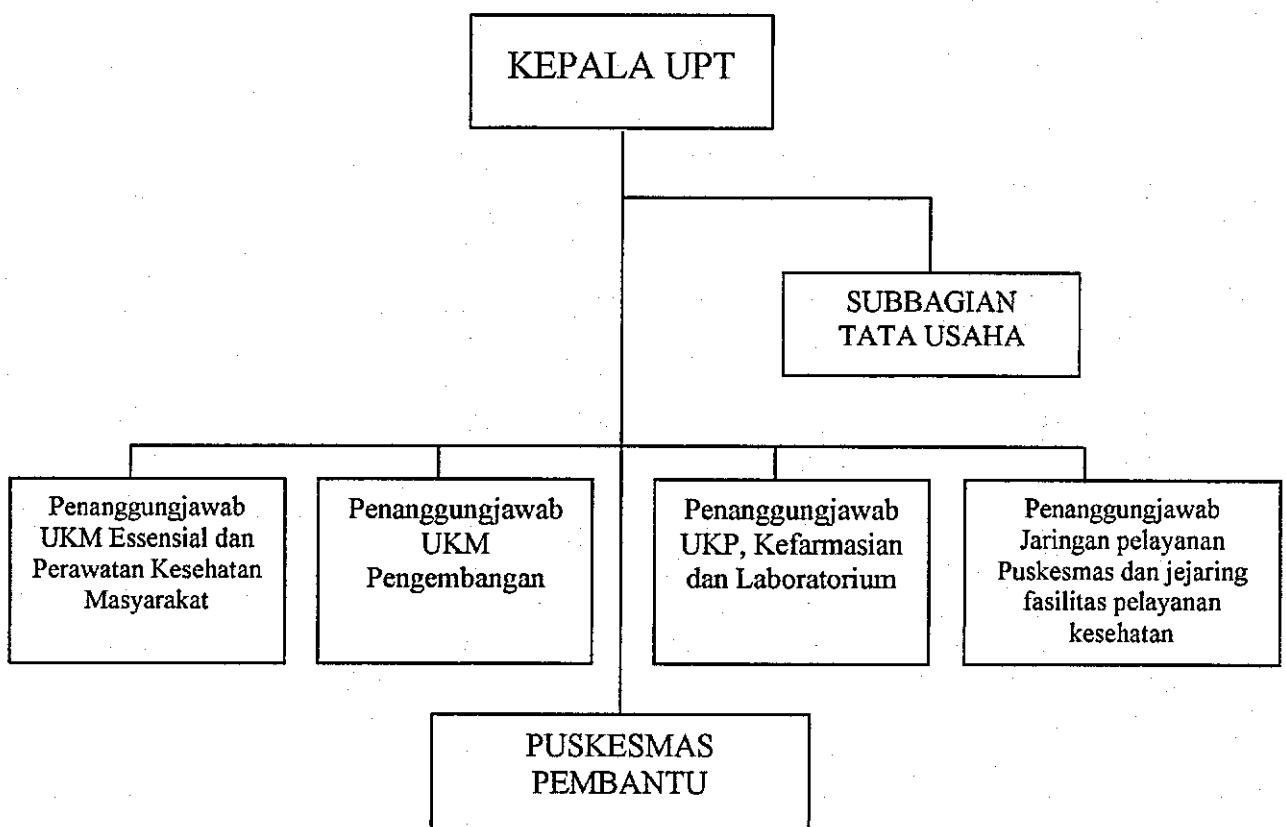 KEPALA UPT
SUBBAGIAN
TATA USAHA
Penanggungjawab
UKM Essensial dan
Perawatan Kesehatan
Masyarakat
Penanggungjawab
UKM
Pengembangan
Penanggungjawab
UKP, Kefarmasian
dan Laboratorium
Penanggungjawab
Jaringan pelayanan
Puskesmas dan jejaring
fasilitas pelayanan
kesehatan
PUSKESMAS
PEMBANTU